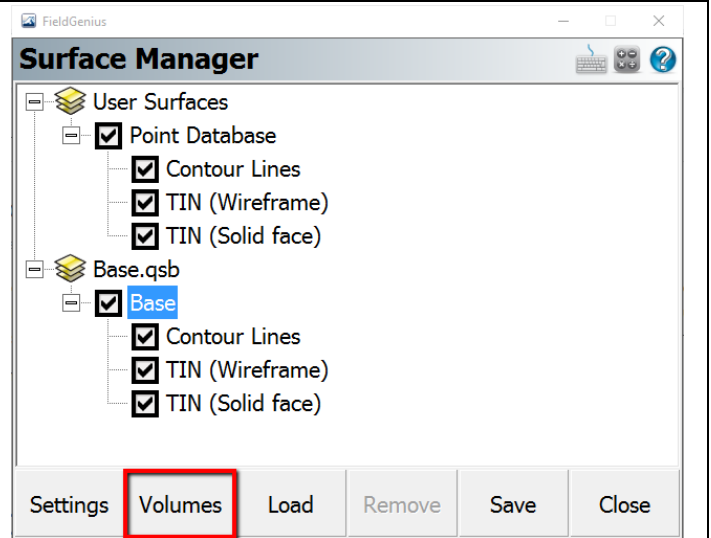 FieldGenius
Surface Manager
User Surfaces
Point Database
Contour Lines
TIN (Wireframe)
TIN (Solid face)
Base.qsb
Base
Contour Lines
TIN (Wireframe)
TIN (Solid face)
Settings Volumes Load Remove Save Close